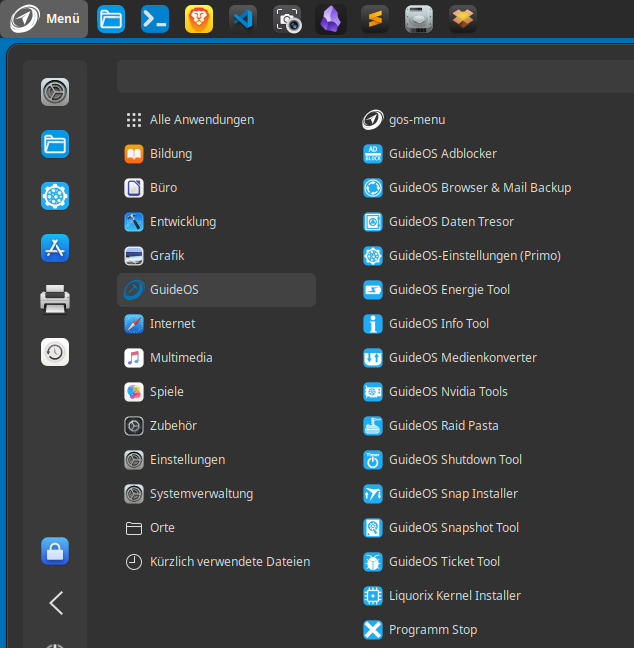 Menü
Alle Anwendungen
Bildung
Büro
Entwicklung
Grafik
GuideOS
Internet
Multimedia
Spiele
Zubehör
Einstellungen
Systemverwaltung
Orte
Kürzlich verwendete Dateien
gos-menu
AD
BLOCK
GuideOS Adblocker
GuideOS Browser & Mail Backup
GuideOS Daten Tresor
GuideOS-Einstellungen (Primo)
GuideOS Energie Tool
GuideOS Info Tool
GuideOS Medienkonverter
GuideOS Nvidia Tools
GuideOS Raid Pasta
Timer
GuideOS Shutdown Tool
GuideOS Snap Installer
GuideOS Snapshot Tool
GuideOS Ticket Tool
Liquorix Kernel Installer
Programm Stop